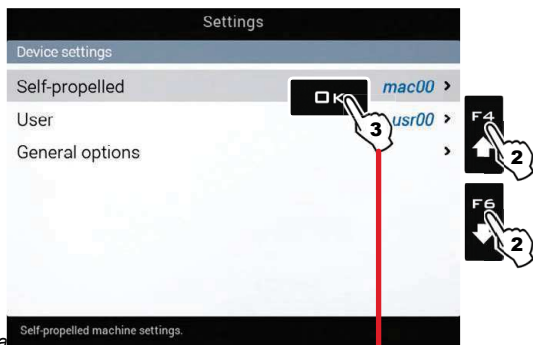 Settings
Device settings
Self-propelled mac00 >
User usr00 >
General options >
OK
3
F4
2
F6
2
Self-propelled machine settings.
a